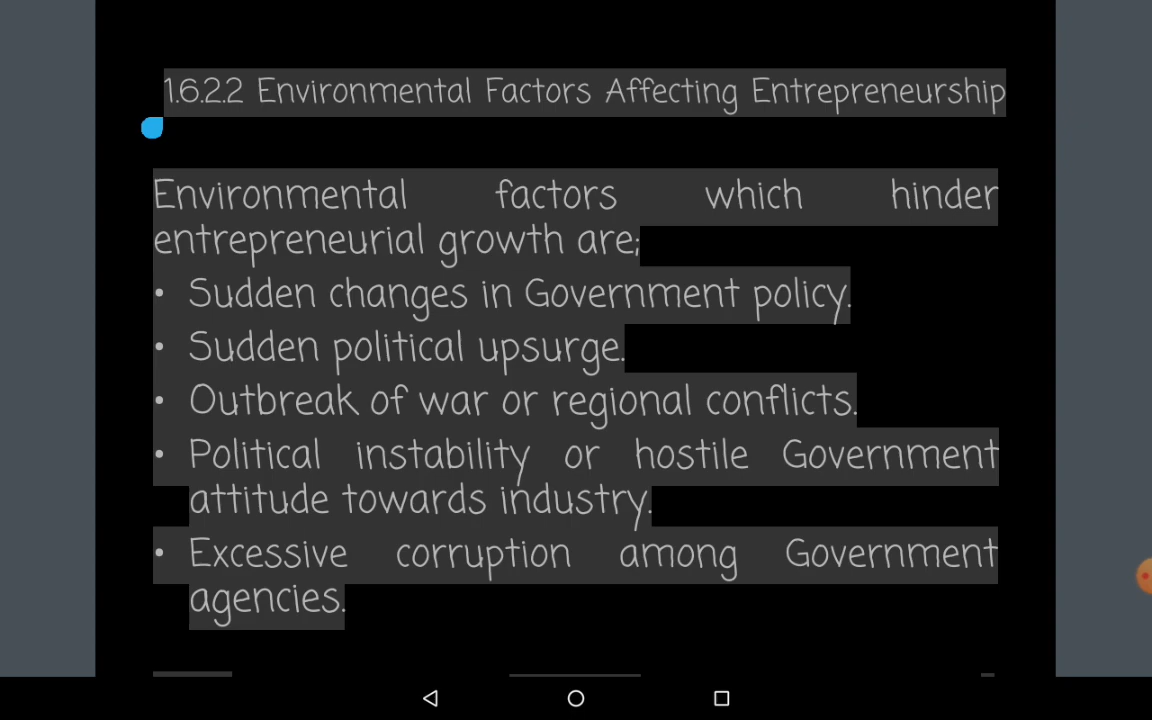 1.6.2.2 Environmental Factors Affecting Entrepreneurship
Environmental factors which hinder
entrepreneurial growth are;
• Sudden changes in Government policy.
• Sudden political upsurge.
• Outbreak of war or regional conflicts.
• Political instability or hostile Government
attitude towards industry.
• Excessive corruption among Government
agencies.